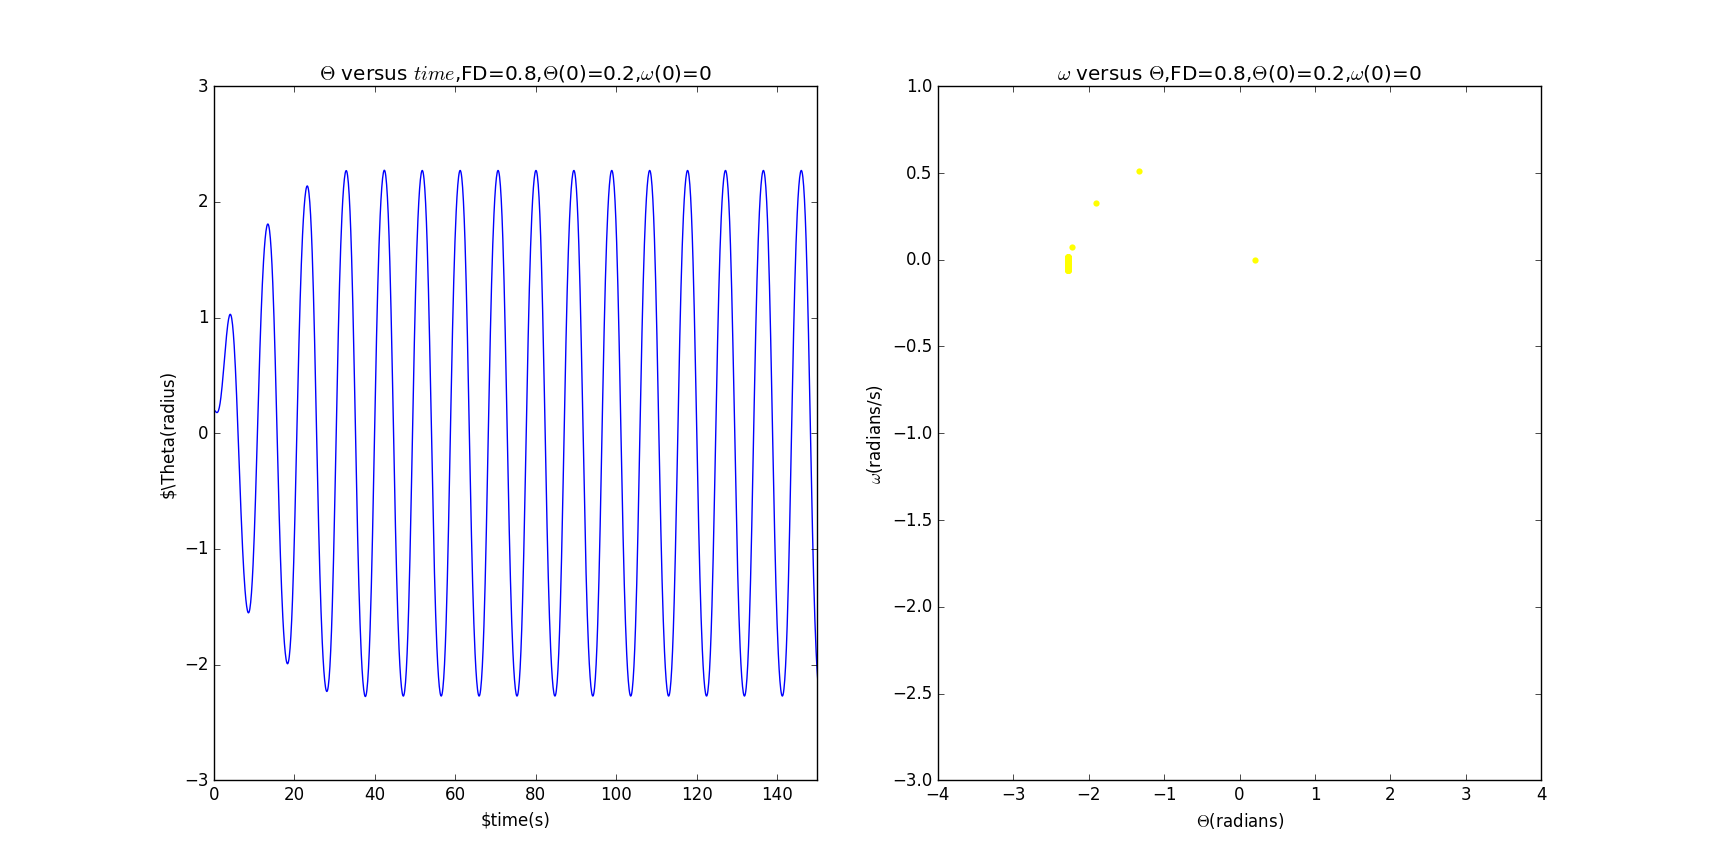 Θ versus time,FD=0.8,Θ(0)=0.2,ω(0)=0
3
2
1
0
−1
−2
−3
$\Theta(radius)
0 20 40 60 80 100 120 140
$time(s)
ω versus Θ,FD=0.8,Θ(0)=0.2,ω(0)=0
1.0
0.5
0.0
−0.5
−1.0
−1.5
−2.0
−2.5
−3.0
ω(radians/s)
−4 −3 −2 −1 0 1 2 3 4
Θ(radians)